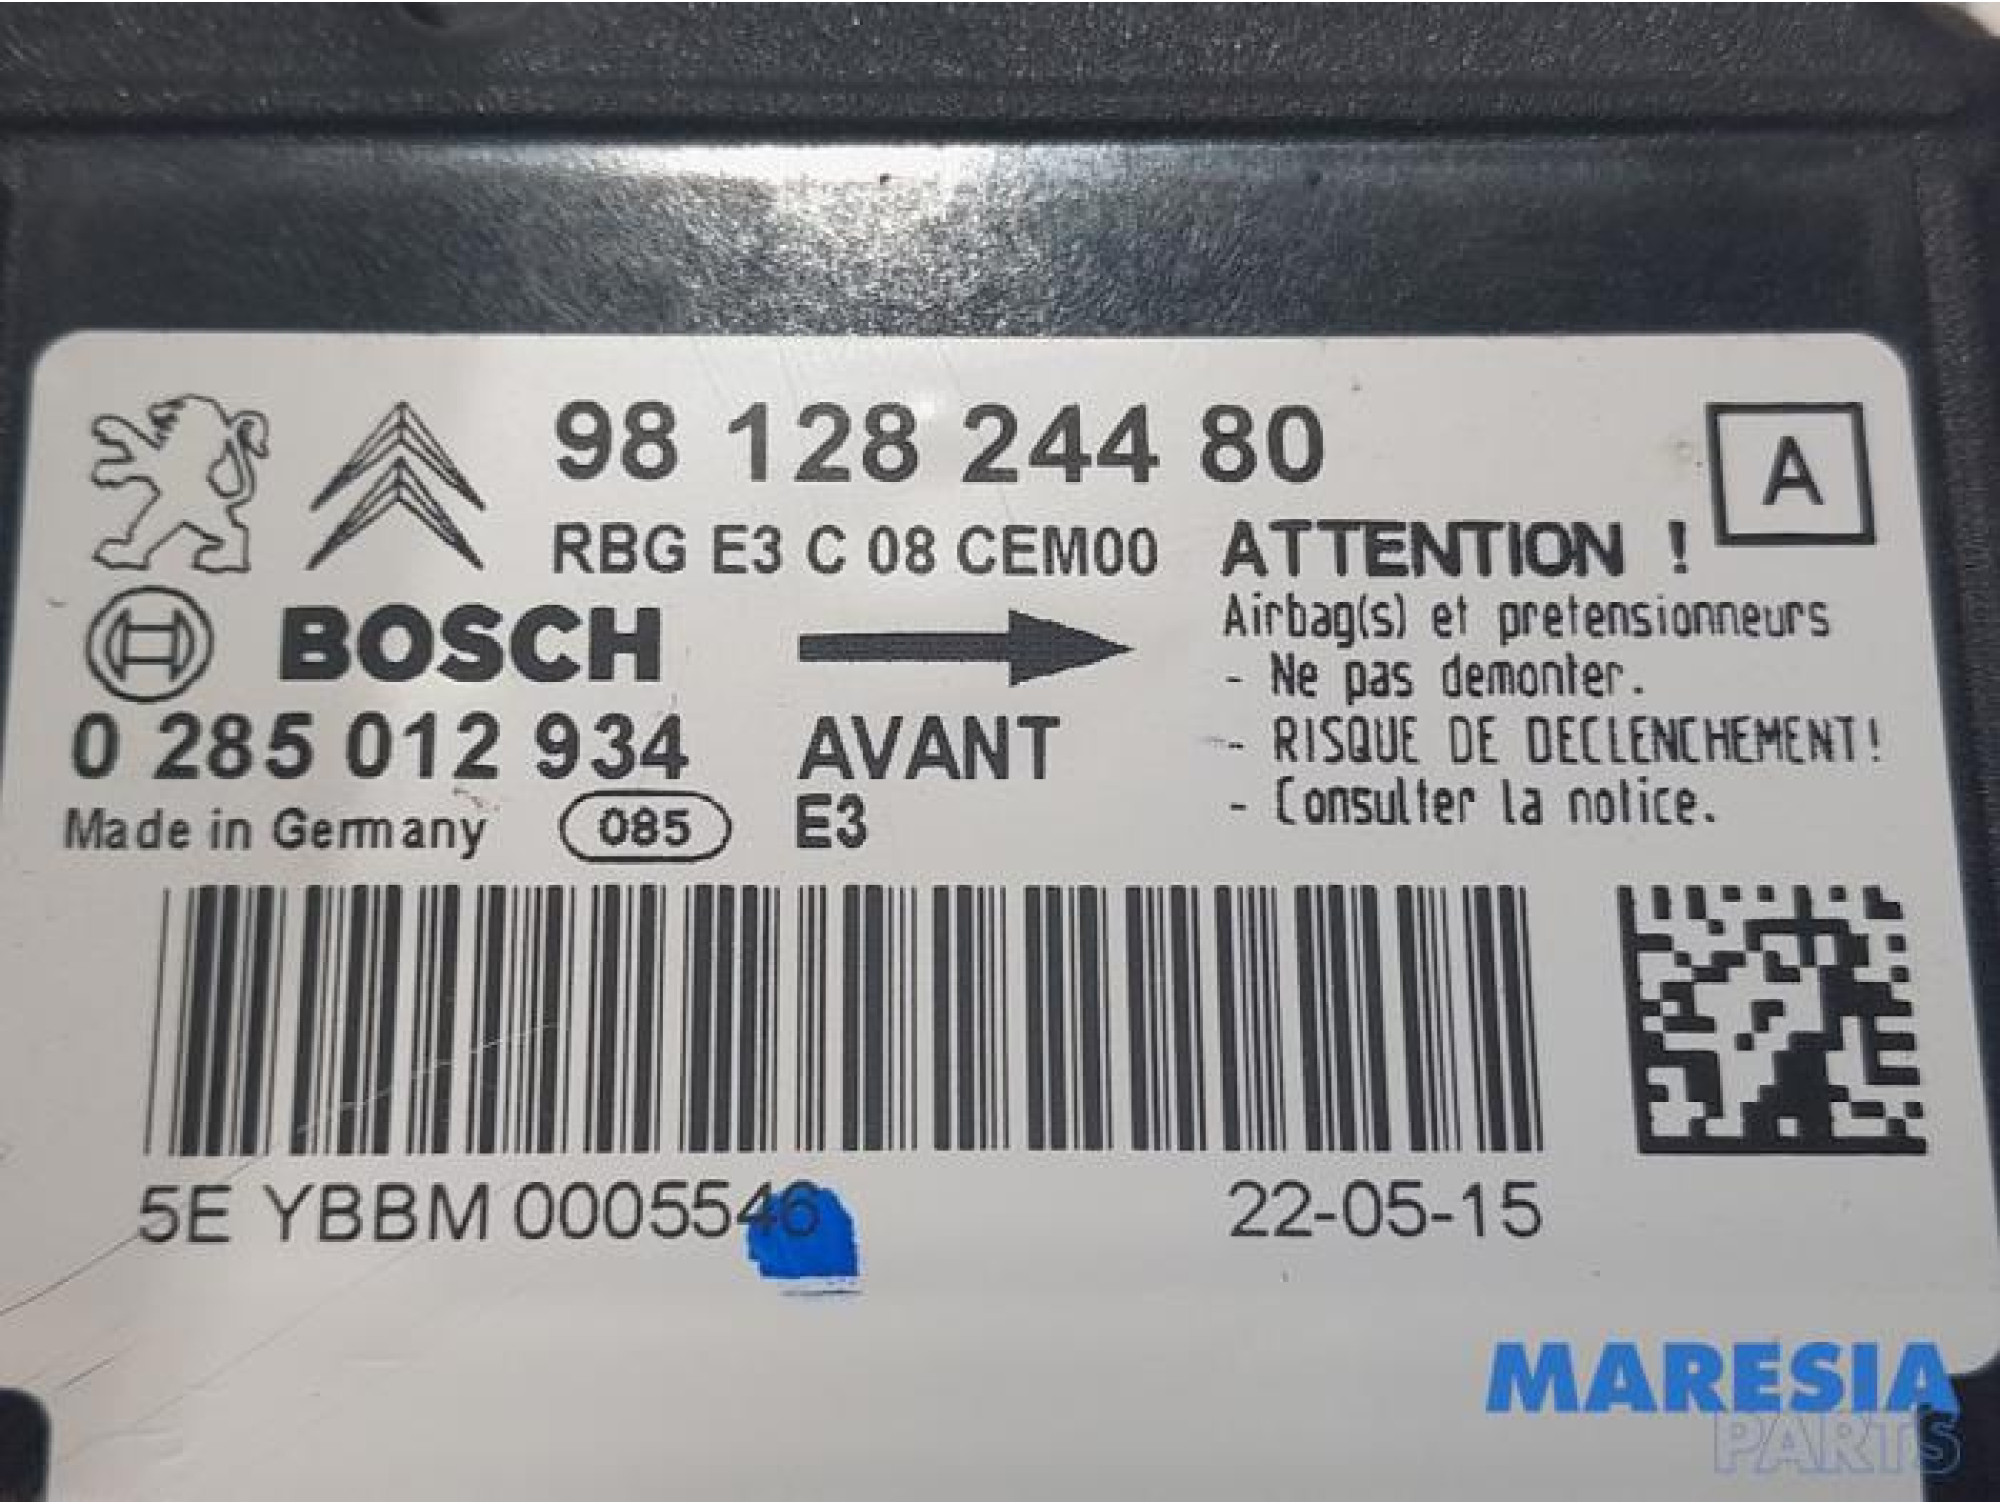 98 128 244 80
A
RBG E3 C 08 CEM00
ATTENTION !
Airbag(s) et pretensionneurs
- Ne pas demonter.
- RISQUE DE DECLENCHEMENT!
- Consulter la notice.
BOSCH
0 285 012 934
AVANT
Made in Germany
085
E3
5E YBBM 0005546
22-05-15
MARESIA
PARTS